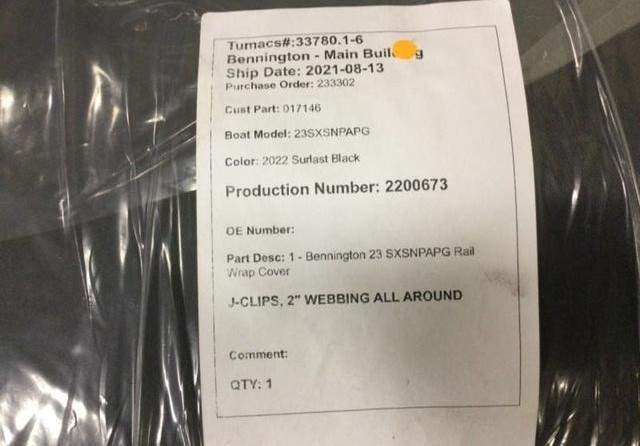 Tumacs#:33780.1-6
Bennington - Main Buil g
Ship Date: 2021-08-13
Purchase Order: 233302
Cust Part: 017146
Boat Model: 23SXSNPAPG
Color: 2022 Surlast Black
Production Number: 2200673
OE Number:
Part Desc: 1 - Bennington 23 SXSNPAPG Rail
Wrap Cover
J-CLIPS, 2" WEBBING ALL AROUND
Comment:
QTY: 1